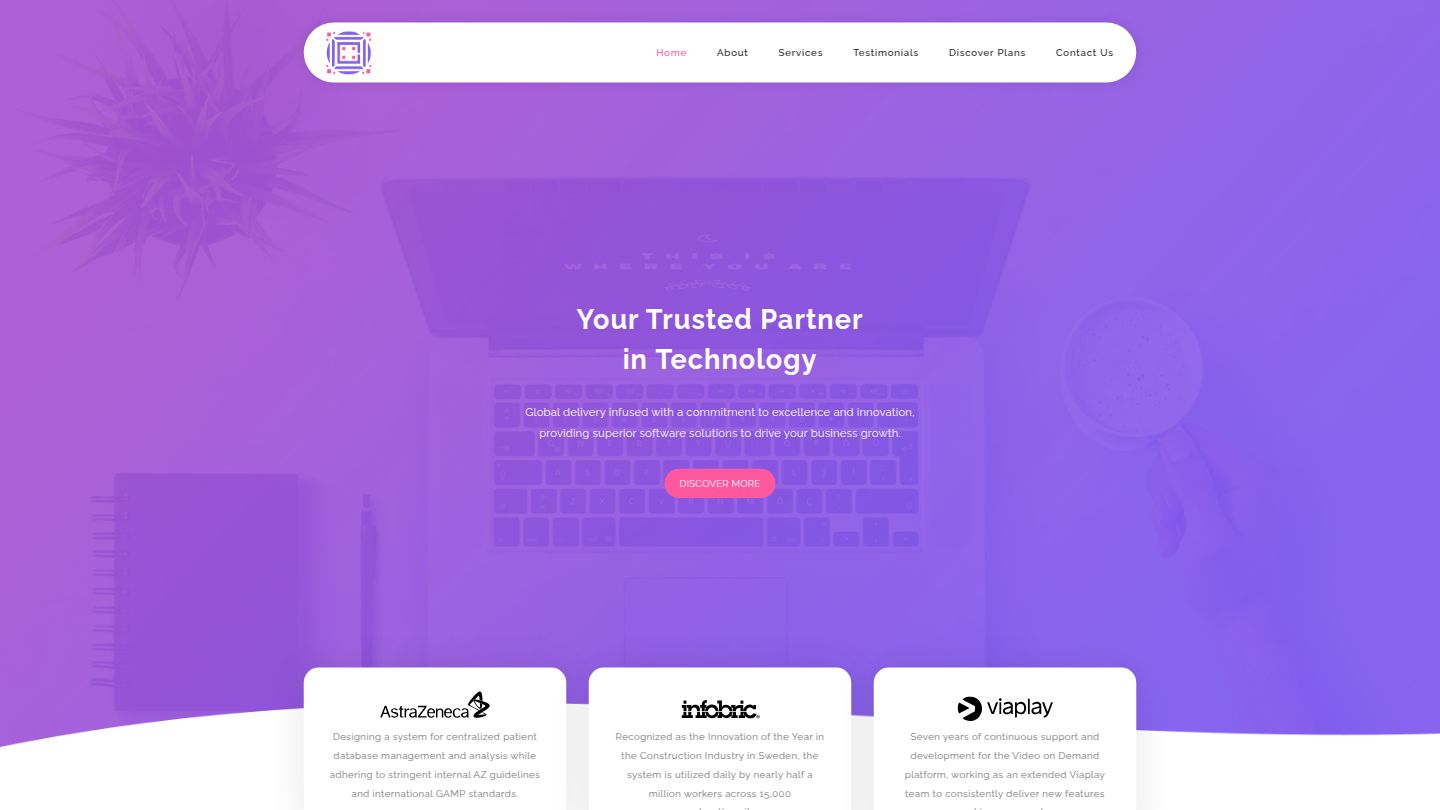 Home About Services Testimonials Discover Plans Contact Us
THIS IS
WHERE YOU ARE
Your Trusted Partner
in Technology
Global delivery infused with a commitment to excellence and innovation,
providing superior software solutions to drive your business growth.
DISCOVER MORE
AstraZeneca
Designing a system for centralized patient
database management and analysis while
adhering to stringent internal AZ guidelines
and international GAMP standards.
infobric
Recognized as the Innovation of the Year in
the Construction Industry in Sweden, the
system is utilized daily by nearly half a
million workers across 15,000
viaplay
Seven years of continuous support and
development for the Video on Demand
platform, working as an extended Viaplay
team to consistently deliver new features